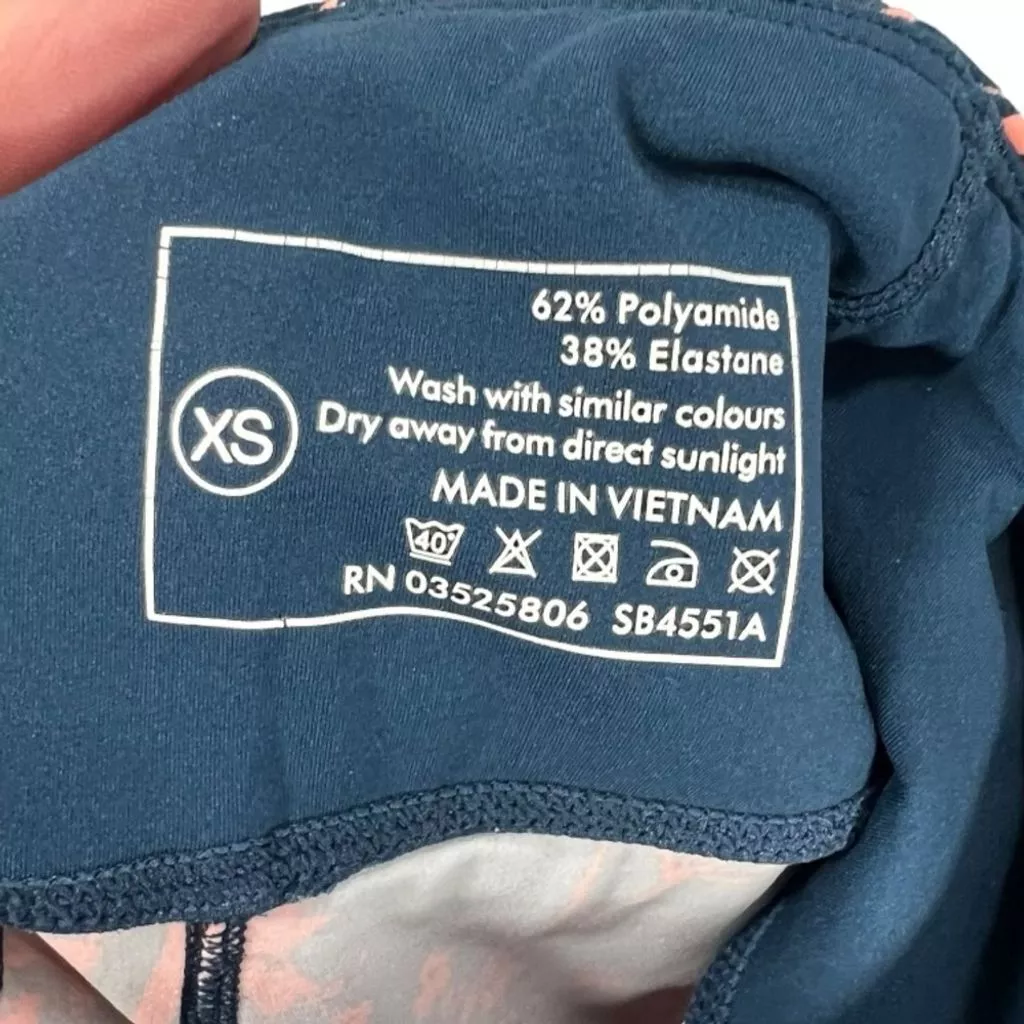 62% Polyamide
38% Elastane
XS
Wash with similar colours
Dry away from direct sunlight
MADE IN VIETNAM
40°
RN 03525806 SB4551A